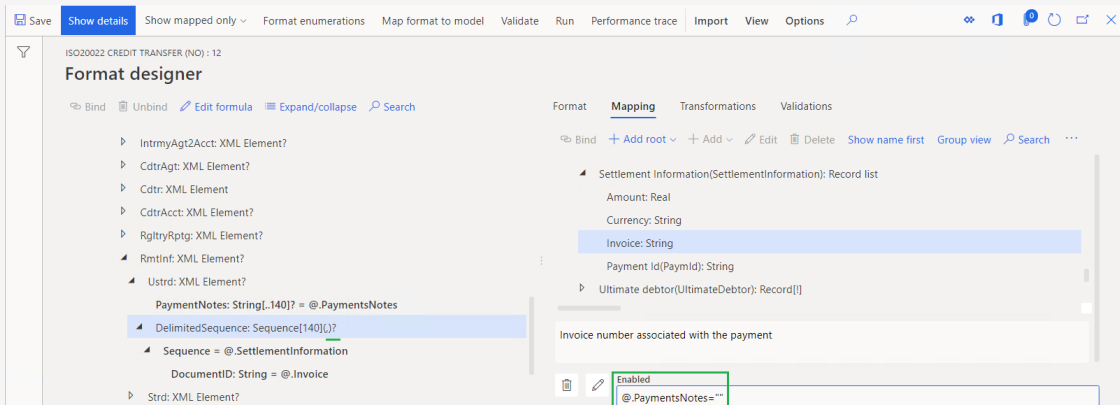 Save Show details Show mapped only Format enumerations Map format to model Validate Run Performance trace Import View Options 0
ISO20022 CREDIT TRANSFER (NO) : 12
Format designer
Bind Unbind Edit formula Expand/collapse Search
IntrmyAgt2Acct: XML Element?
CdtrAgt: XML Element?
Cdtr: XML Element
CdtrAcct: XML Element?
RgltryRptg: XML Element?
RmtInf: XML Element?
Ustrd: XML Element?
PaymentNotes: String[..140]? = @.PaymentsNotes
DelimitedSequence: Sequence[140](,)?
Sequence = @.SettlementInformation
DocumentID: String = @.Invoice
Strd: XML Element?
Format Mapping Transformations Validations
Bind Add root Add Edit Delete Show name first Group view Search ...
Settlement Information(SettlementInformation): Record list
Amount: Real
Currency: String
Invoice: String
Payment Id(PaymId): String
Ultimate debtor(UltimateDebtor): Record[!]
Invoice number associated with the payment
Enabled
@.PaymentsNotes=""